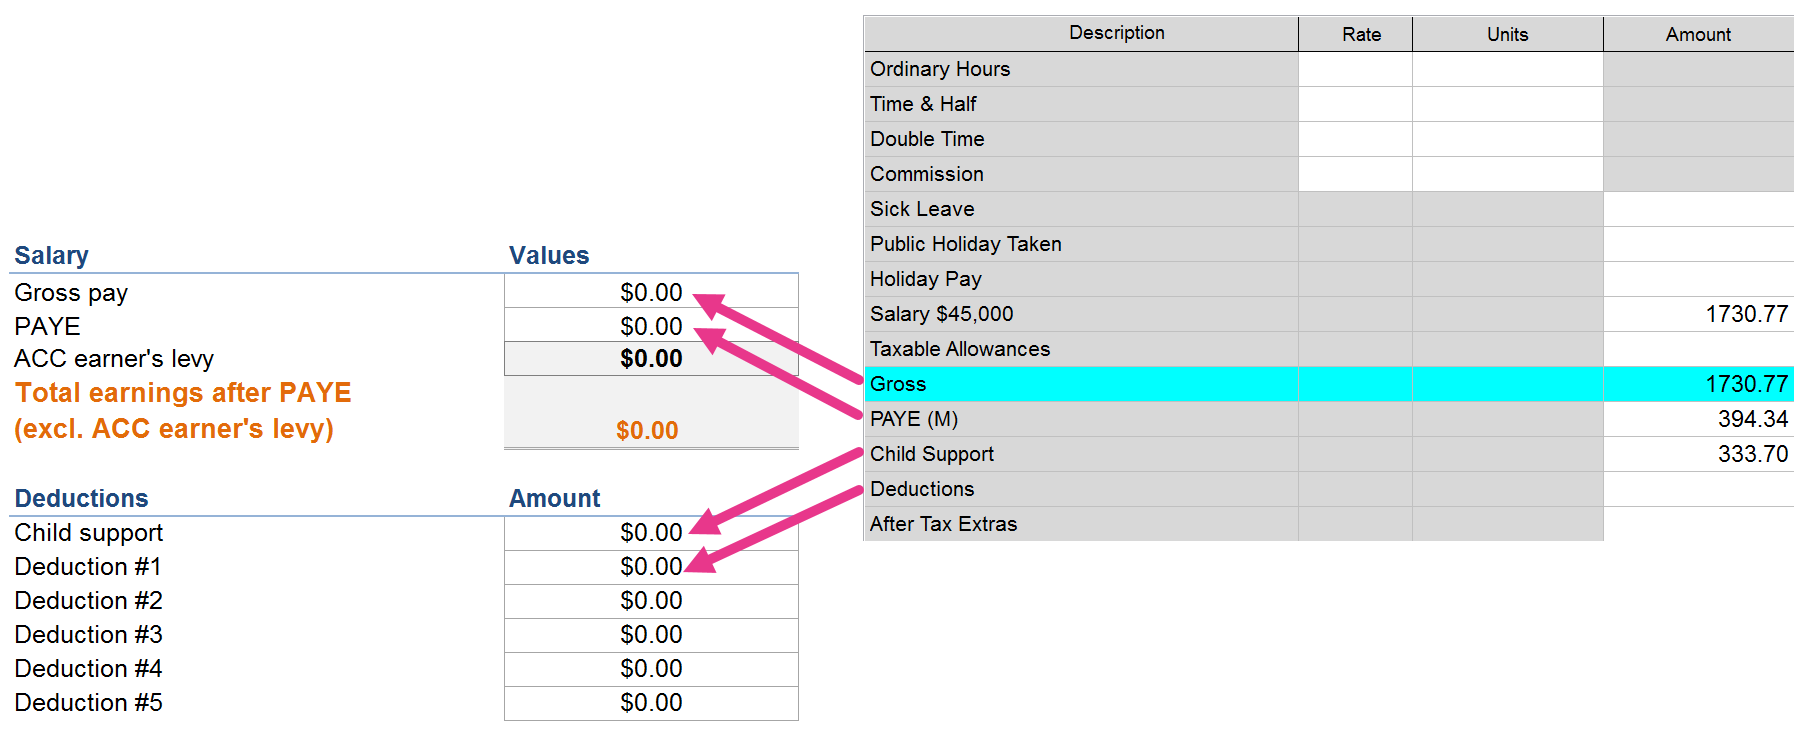 Description Rate Units Amount
Ordinary Hours
Time & Half
Double Time
Commission
Sick Leave
Public Holiday Taken
Holiday Pay
Salary $45,000 1730.77
Taxable Allowances
Gross 1730.77
PAYE (M) 394.34
Child Support 333.70
Deductions
After Tax Extras
Salary Values
Gross pay $0.00
PAYE $0.00
ACC earner's levy $0.00
Total earnings after PAYE
(excl. ACC earner's levy) $0.00
Deductions Amount
Child support $0.00
Deduction #1 $0.00
Deduction #2 $0.00
Deduction #3 $0.00
Deduction #4 $0.00
Deduction #5 $0.00